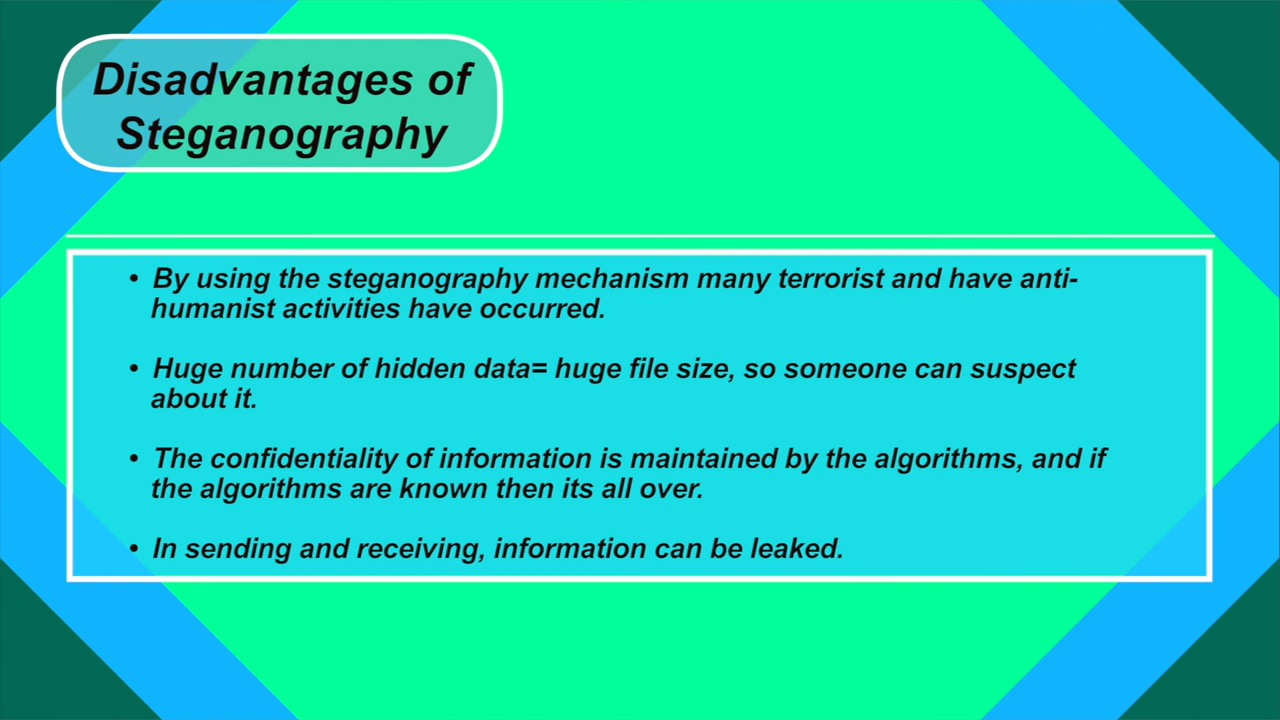 Disadvantages of
Steganography
• By using the steganography mechanism many terrorist and have anti-
humanist activities have occurred.
• Huge number of hidden data= huge file size, so someone can suspect
about it.
• The confidentiality of information is maintained by the algorithms, and if
the algorithms are known then its all over.
• In sending and receiving, information can be leaked.